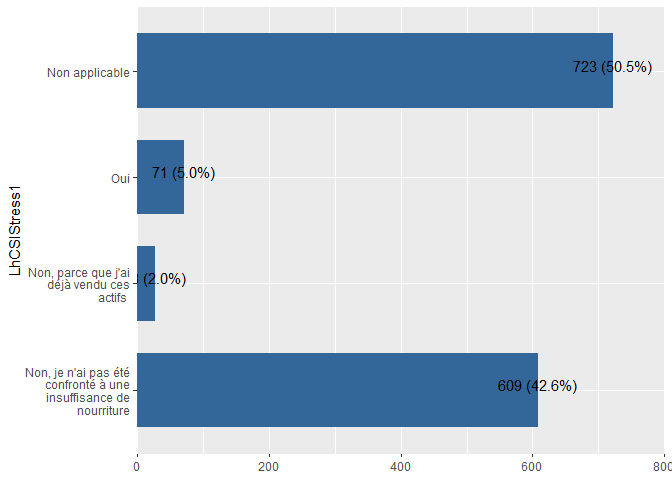 LhCSIStress1
Non applicable
723 (50.5%)
Oui
71 (5.0%)
Non, parce que j'ai
déjà vendu ces
actifs
(2.0%)
Non, je n'ai pas été
confronté à une
insuffisance de
nourriture
609 (42.6%)
0
200
400
600
800